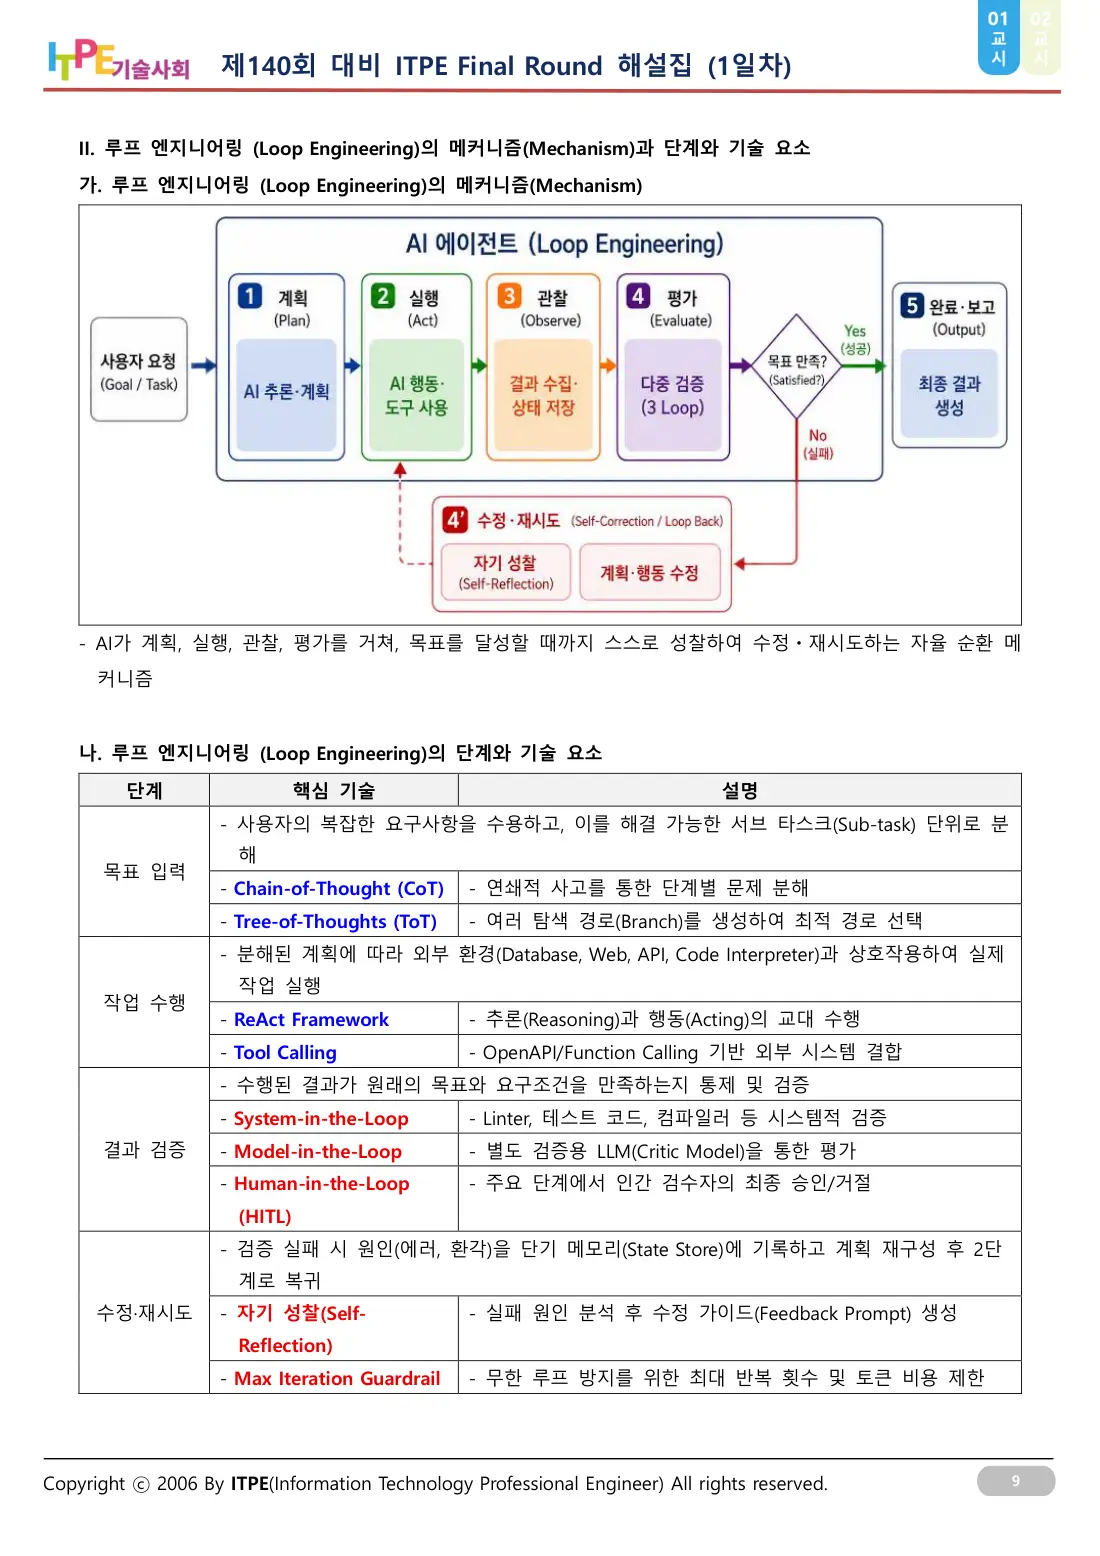 01
교
시
02
교
시
ITPE기술사회
제140회 대비 ITPE Final Round 해설집 (1일차)
II. 루프 엔지니어링 (Loop Engineering)의 메커니즘(Mechanism)과 단계와 기술 요소
가. 루프 엔지니어링 (Loop Engineering)의 메커니즘(Mechanism)
AI 에이전트 (Loop Engineering)
사용자 요청
(Goal / Task)
1 계획
(Plan)
AI 추론·계획
2 실행
(Act)
AI 행동·
도구 사용
3 관찰
(Observe)
결과 수집·
상태 저장
4 평가
(Evaluate)
다중 검증
(3 Loop)
목표 만족?
(Satisfied?)
Yes
(성공)
No
(실패)
5 완료·보고
(Output)
최종 결과
생성
4' 수정·재시도 (Self-Correction / Loop Back)
자기 성찰
(Self-Reflection)
계획·행동 수정
- AI가 계획, 실행, 관찰, 평가를 거쳐, 목표를 달성할 때까지 스스로 성찰하여 수정·재시도하는 자율 순환 메
커니즘
나. 루프 엔지니어링 (Loop Engineering)의 단계와 기술 요소
단계 핵심 기술 설명
목표 입력
- 사용자의 복잡한 요구사항을 수용하고, 이를 해결 가능한 서브 타스크(Sub-task) 단위로 분
해
- Chain-of-Thought (CoT) - 연쇄적 사고를 통한 단계별 문제 분해
- Tree-of-Thoughts (ToT) - 여러 탐색 경로(Branch)를 생성하여 최적 경로 선택
작업 수행
- 분해된 계획에 따라 외부 환경(Database, Web, API, Code Interpreter)과 상호작용하여 실제
작업 실행
- ReAct Framework - 추론(Reasoning)과 행동(Acting)의 교대 수행
- Tool Calling - OpenAPI/Function Calling 기반 외부 시스템 결합
결과 검증
- 수행된 결과가 원래의 목표와 요구조건을 만족하는지 통제 및 검증
- System-in-the-Loop - Linter, 테스트 코드, 컴파일러 등 시스템적 검증
- Model-in-the-Loop - 별도 검증용 LLM(Critic Model)을 통한 평가
- Human-in-the-Loop - 주요 단계에서 인간 검수자의 최종 승인/거절
(HITL)
수정·재시도
- 검증 실패 시 원인(에러, 환각)을 단기 메모리(State Store)에 기록하고 계획 재구성 후 2단
계로 복귀
- 자기 성찰(Self- - 실패 원인 분석 후 수정 가이드(Feedback Prompt) 생성
Reflection)
- Max Iteration Guardrail - 무한 루프 방지를 위한 최대 반복 횟수 및 토큰 비용 제한
Copyright ⓒ 2006 By ITPE(Information Technology Professional Engineer) All rights reserved.
9